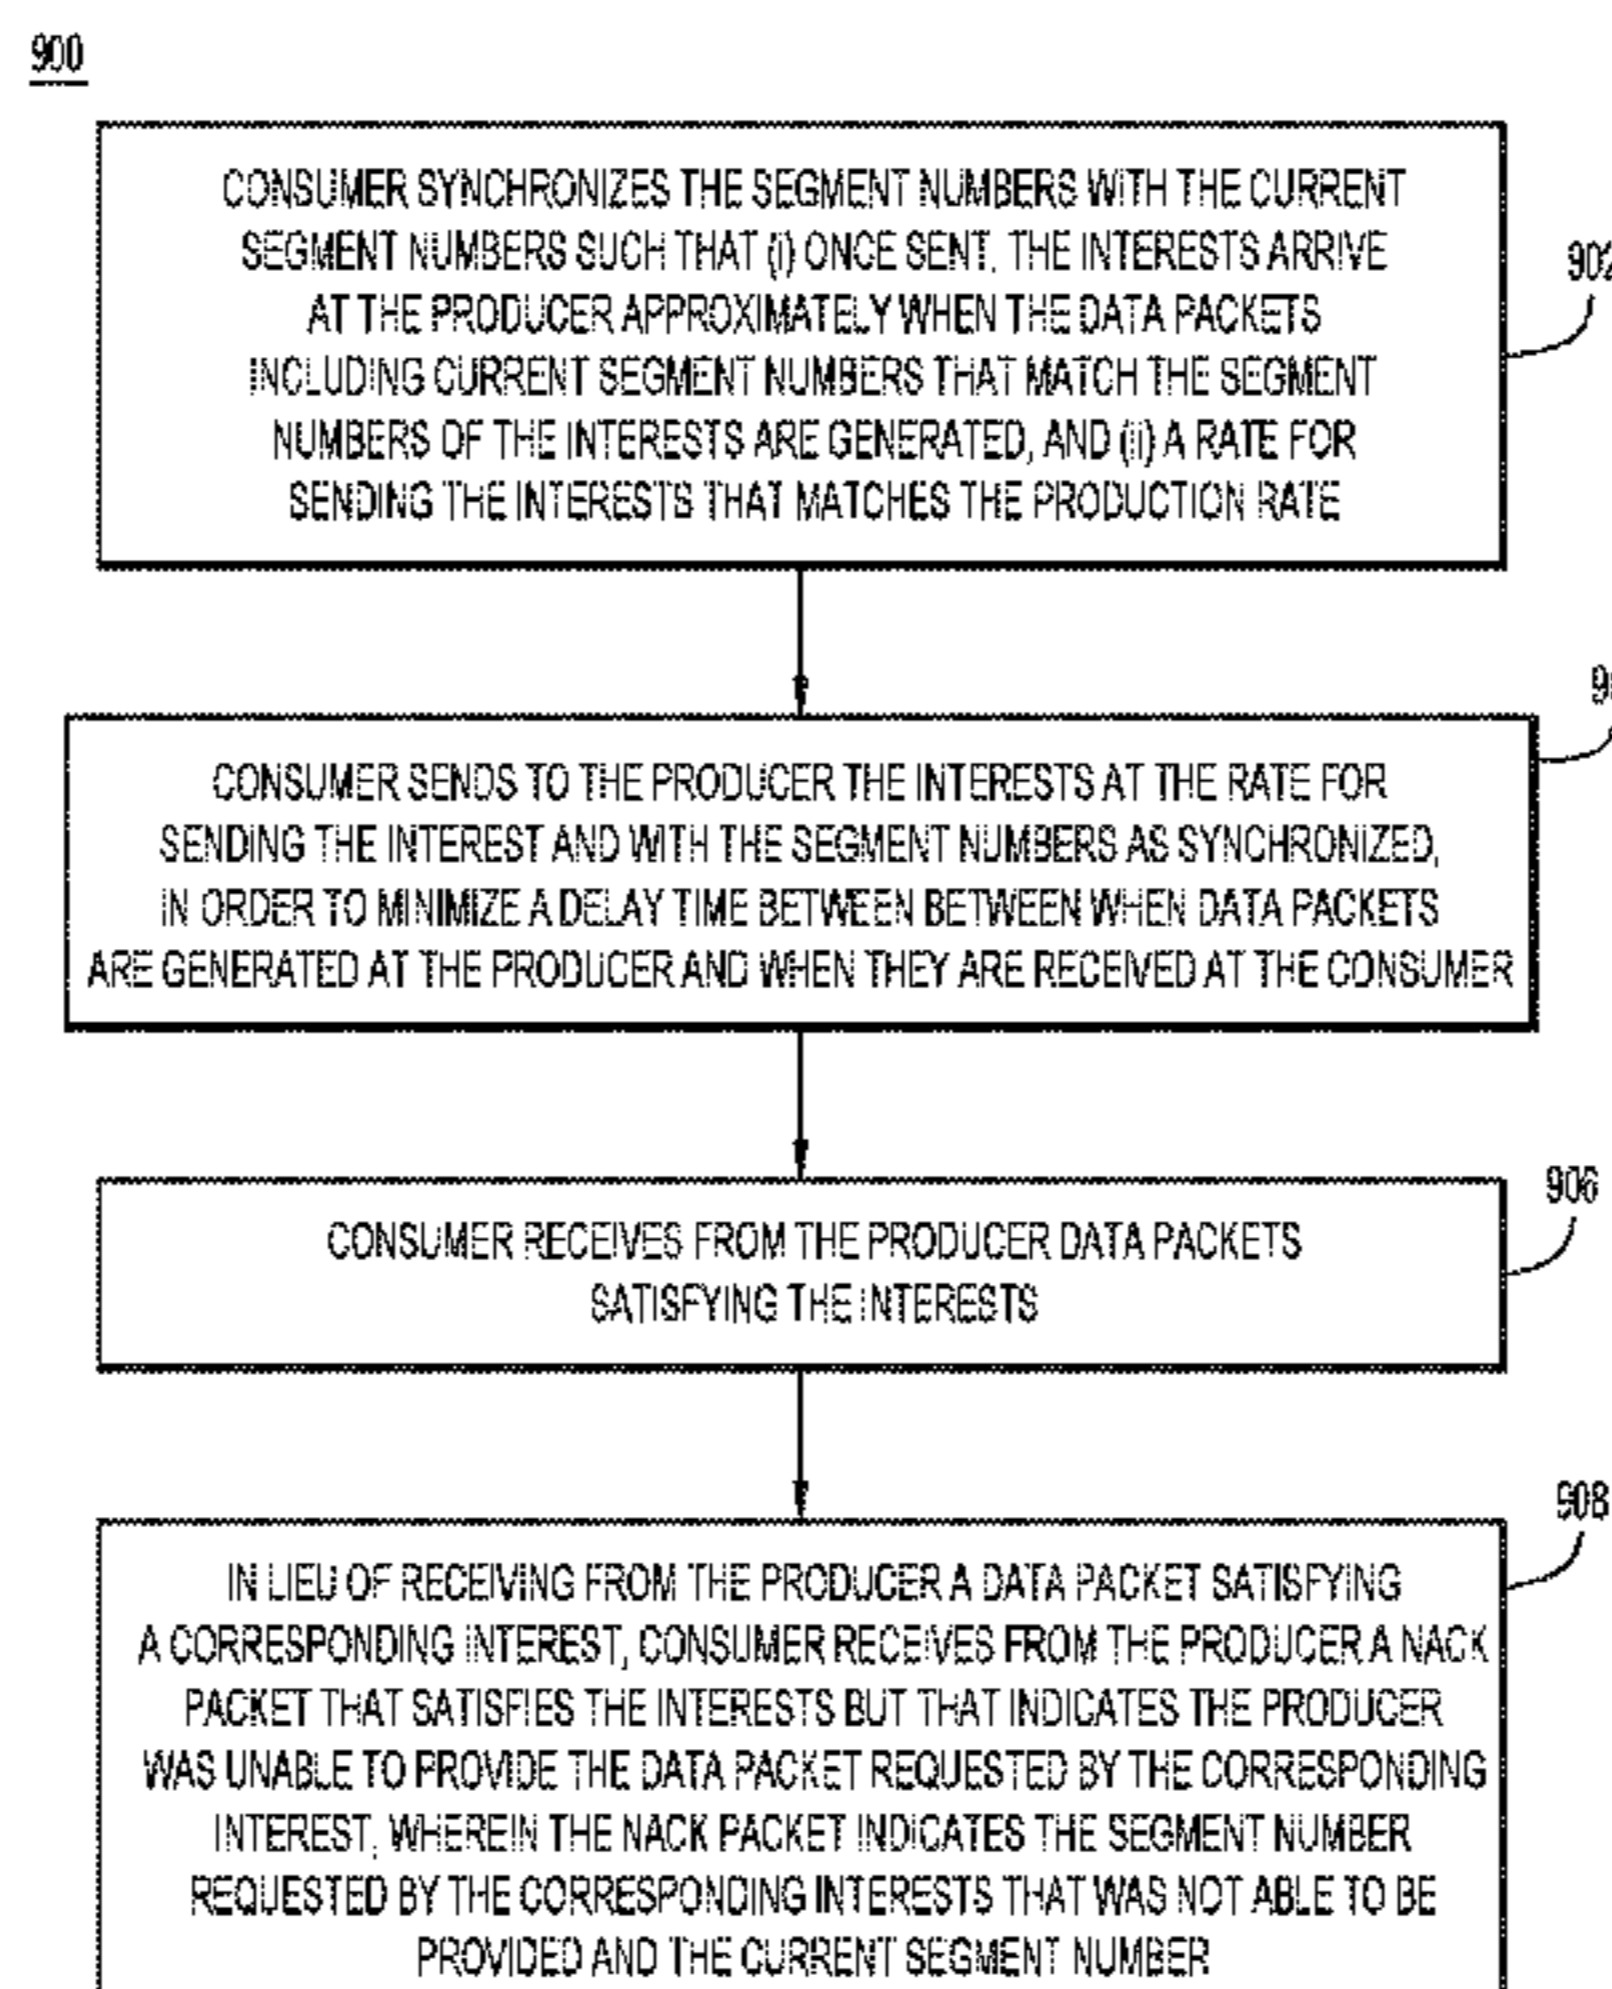 900
CONSUMER SYNCHRONIZES THE SEGMENT NUMBERS WITH THE CURRENT
SEGMENT NUMBERS SUCH THAT (i) ONCE SENT, THE INTERESTS ARRIVE
AT THE PRODUCER APPROXIMATELY WHEN THE DATA PACKETS
INCLUDING CURRENT SEGMENT NUMBERS THAT MATCH THE SEGMENT
NUMBERS OF THE INTERESTS ARE GENERATED, AND (ii) A RATE FOR
SENDING THE INTERESTS THAT MATCHES THE PRODUCTION RATE
902
CONSUMER SENDS TO THE PRODUCER THE INTERESTS AT THE RATE FOR
SENDING THE INTEREST AND WITH THE SEGMENT NUMBERS AS SYNCHRONIZED,
IN ORDER TO MINIMIZE A DELAY TIME BETWEEN BETWEEN WHEN DATA PACKETS
ARE GENERATED AT THE PRODUCER AND WHEN THEY ARE RECEIVED AT THE CONSUMER
906
CONSUMER RECEIVES FROM THE PRODUCER DATA PACKETS
SATISFYING THE INTERESTS
908
IN LIEU OF RECEIVING FROM THE PRODUCER A DATA PACKET SATISFYING
A CORRESPONDING INTEREST, CONSUMER RECEIVES FROM THE PRODUCER A NACK
PACKET THAT SATISFIES THE INTERESTS BUT THAT INDICATES THE PRODUCER
WAS UNABLE TO PROVIDE THE DATA PACKET REQUESTED BY THE CORRESPONDING
INTEREST, WHEREIN THE NACK PACKET INDICATES THE SEGMENT NUMBER
REQUESTED BY THE CORRESPONDING INTERESTS THAT WAS NOT ABLE TO BE
PROVIDED AND THE CURRENT SEGMENT NUMBER